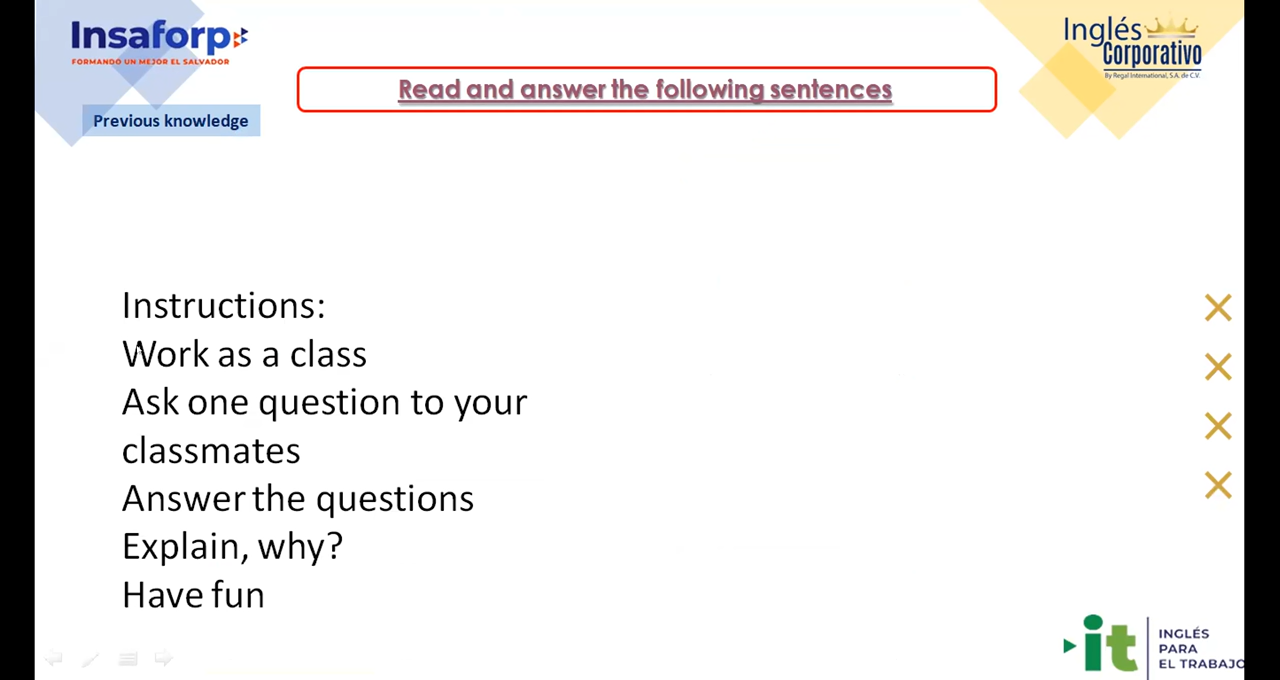 Insaforp
FORMANDO UN MEJOR EL SALVADOR
Inglés
Corporativo
By Regal International, S.A. de C.V.
Read and answer the following sentences
Previous knowledge
Instructions:
Work as a class
Ask one question to your
classmates
Answer the questions
Explain, why?
Have fun
it
INGLÉS
PARA
EL TRABAJO